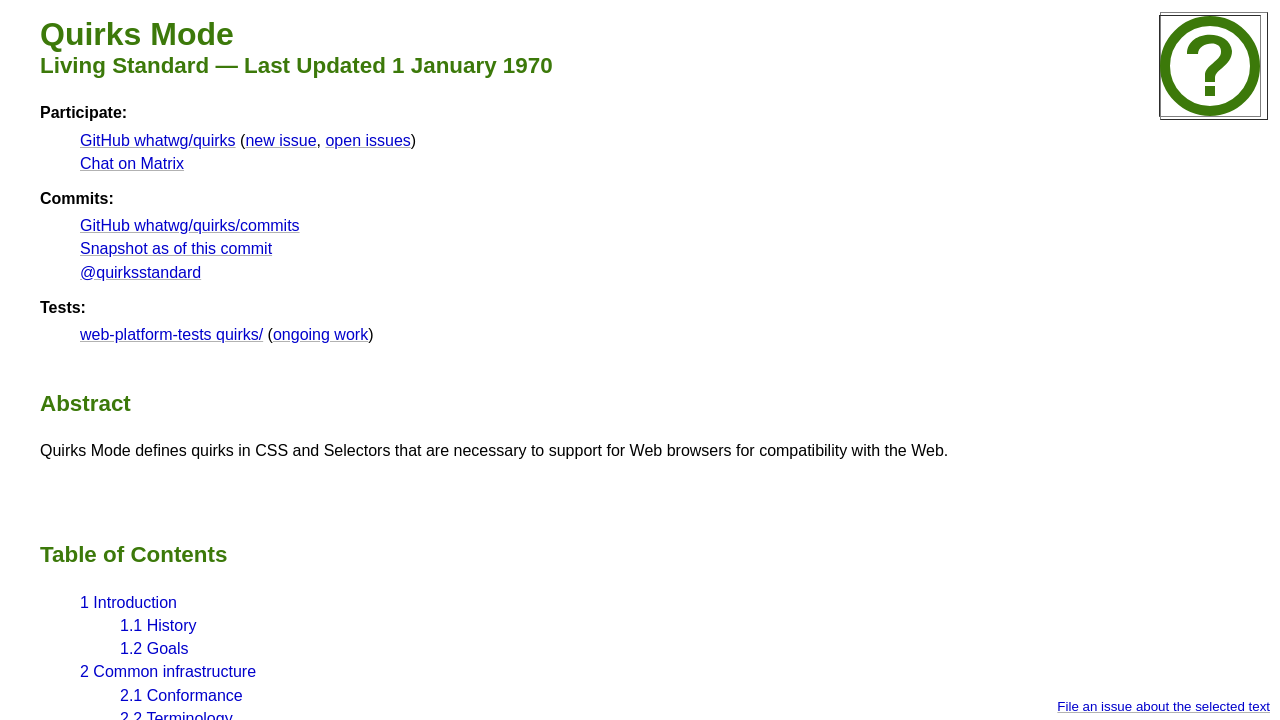 Quirks Mode
Living Standard — Last Updated 1 January 1970
Participate:
GitHub whatwg/quirks (new issue, open issues)
Chat on Matrix
Commits:
GitHub whatwg/quirks/commits
Snapshot as of this commit
@quirksstandard
Tests:
web-platform-tests quirks/ (ongoing work)
Abstract
Quirks Mode defines quirks in CSS and Selectors that are necessary to support for Web browsers for compatibility with the Web.
Table of Contents
1 Introduction
1.1 History
1.2 Goals
2 Common infrastructure
2.1 Conformance
2.2 Terminology
File an issue about the selected text